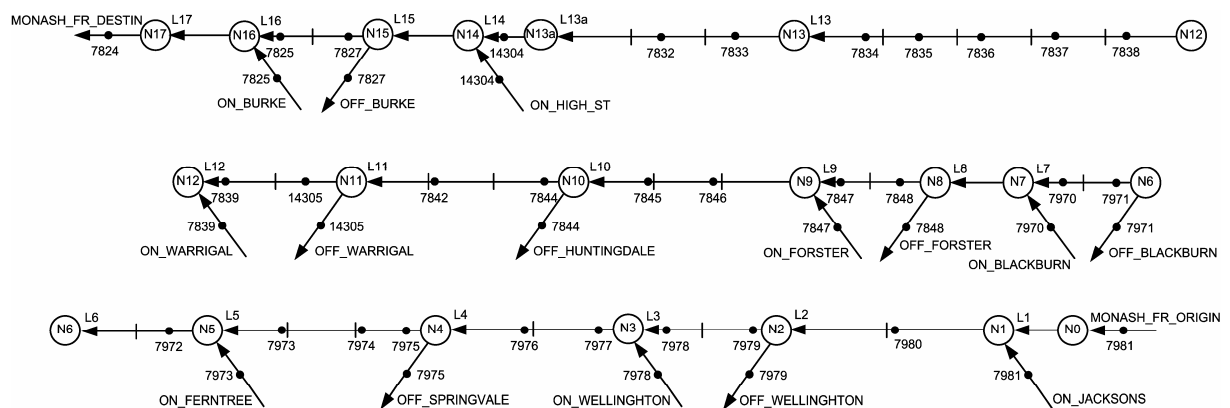 MONASH_FR_DESTIN L17 L16 L15 L14 L13a L13
N17 N16 N15 N14 N13a N13 N12
7824 7825 7827 14304 7832 7833 7834 7835 7836 7837 7838
7825 7827 14304
ON_BURKE OFF_BURKE ON_HIGH_ST
L12 L11 L10 L9 L8 L7
N12 N11 N10 N9 N8 N7 N6
7839 14305 7842 7844 7845 7846 7847 7848 7970 7971
7839 14305 7844 7847 7848 7970 7971
ON_WARRIGAL OFF_WARRIGAL OFF_HUNTINGDALE ON_FORSTER OFF_FORSTER ON_BLACKBURN OFF_BLACKBURN
L6 L5 L4 L3 L2 L1 MONASH_FR_ORIGIN
N6 N5 N4 N3 N2 N1 N0
7972 7973 7974 7975 7976 7977 7978 7979 7980 7981
7973 7975 7978 7979 7981
ON_FERNTREE OFF_SPRINGVALE ON_WELLINGHTON OFF_WELLINGHTON ON_JACKSONS